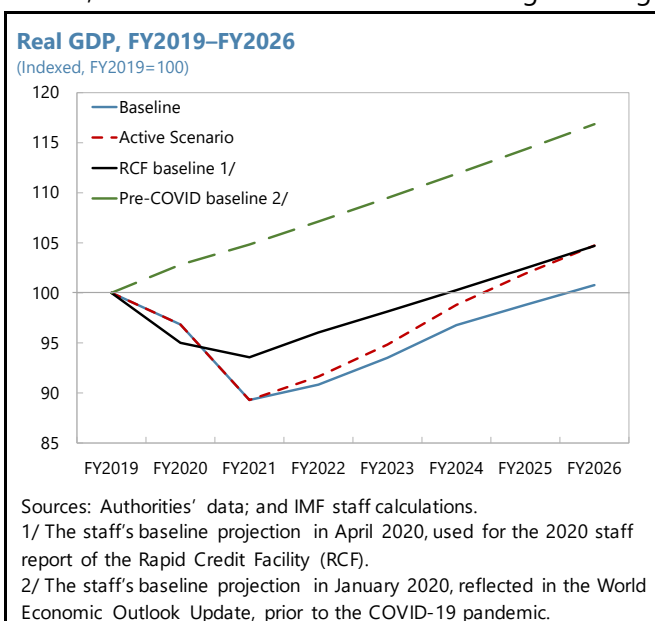 Real GDP, FY2019–FY2026
(Indexed, FY2019=100)
120
115
110
105
100
95
90
85
Baseline
Active Scenario
RCF baseline 1/
Pre-COVID baseline 2/
FY2019 FY2020 FY2021 FY2022 FY2023 FY2024 FY2025 FY2026
Sources: Authorities’ data; and IMF staff calculations.
1/ The staff’s baseline projection in April 2020, used for the 2020 staff
report of the Rapid Credit Facility (RCF).
2/ The staff’s baseline projection in January 2020, reflected in the World
Economic Outlook Update, prior to the COVID-19 pandemic.